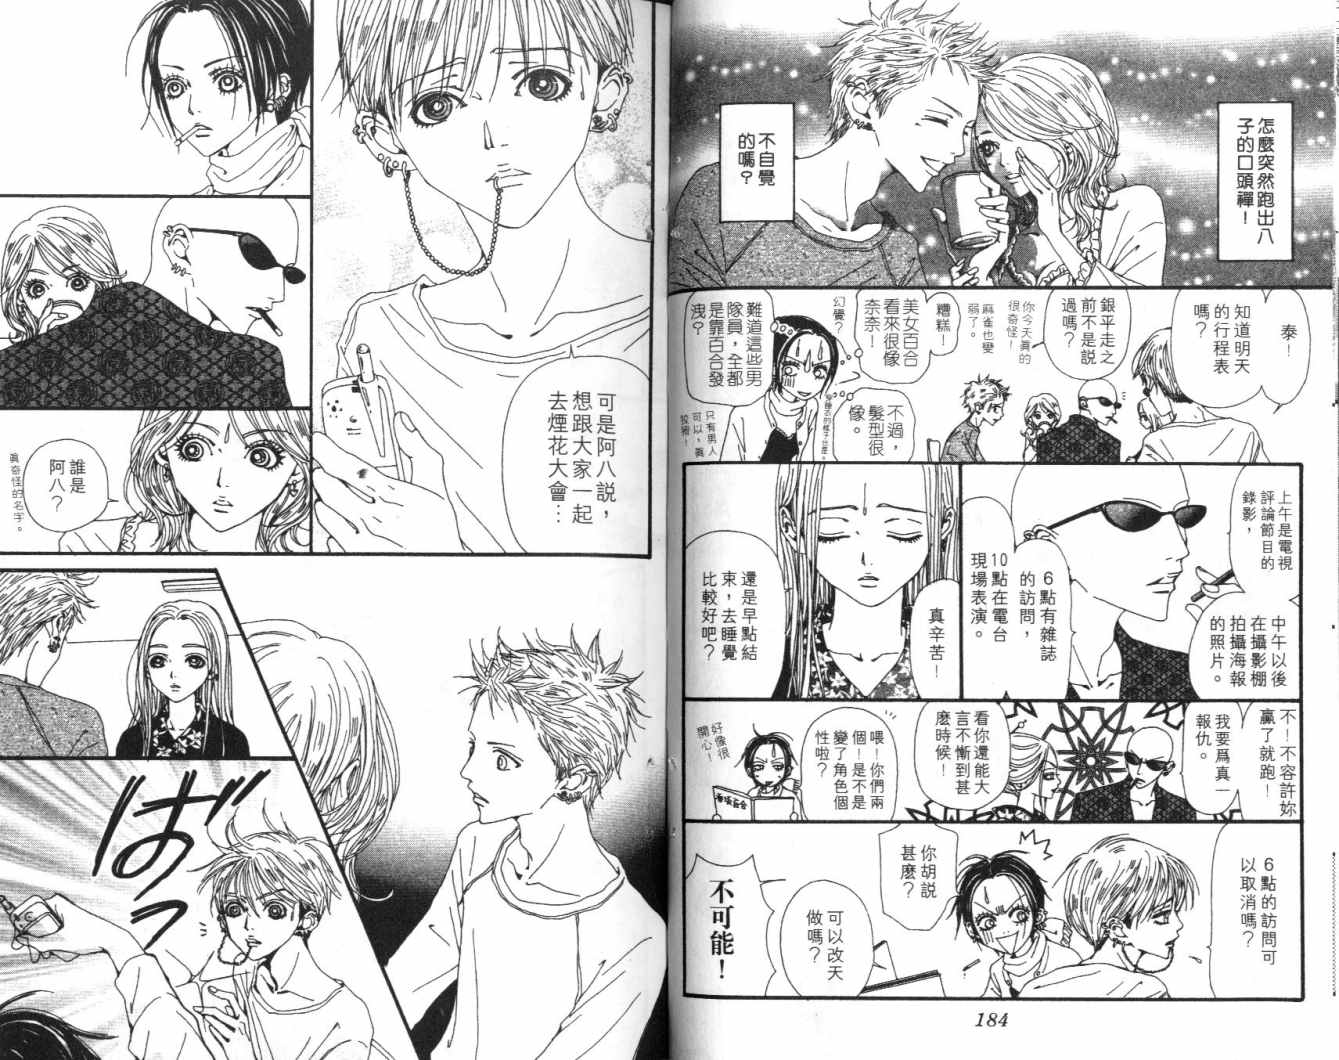 怎麼突然跑出八
子的口頭禪！
不自覺
的嗎？
泰！
知道明天
的行程表
嗎？
銀平走之
前不是說
過嗎？
你今天真的
很奇怪！
麻雀也變
弱了。
糟糕！
美女百合
看來很像
奈奈！
幻覺？
難道這些男
隊員，全都
是靠百合發
洩？
不過，
髮型很
像。
只有男人
可以，真
狡猾！
上午是電視
評論節目的
錄影，
中午以後
在攝影棚
拍攝海報
的照片。
6點有雜誌
的訪問，
10點在電台
現場表演。
真辛苦！
還是早點結
束，去睡覺
比較好吧？
不！不容許妳
贏了就跑！
我要爲真一
報仇。
看你還能大
言不慚到甚
麼時候！
喂！你們兩
個！是不是
變了角色個
性啦？
好像很
開心！
6點的訪問可
以取消嗎？
你胡説
甚麼？
可以改天
做嗎？
不可能！
184
可是阿八説，
想跟大家一起
去煙花大會…
誰是
阿八？
真奇怪的名字。
ばっ